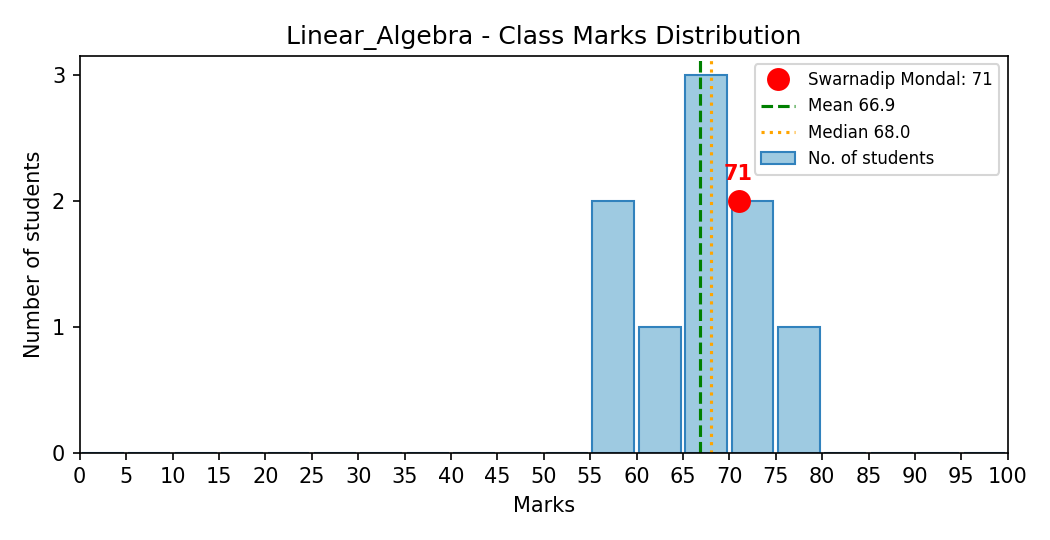 Linear_Algebra - Class Marks Distribution
Number of students
3
2
1
0
71
Swarnadip Mondal: 71
Mean 66.9
Median 68.0
No. of students
0 5 10 15 20 25 30 35 40 45 50 55 60 65 70 75 80 85 90 95 100
Marks